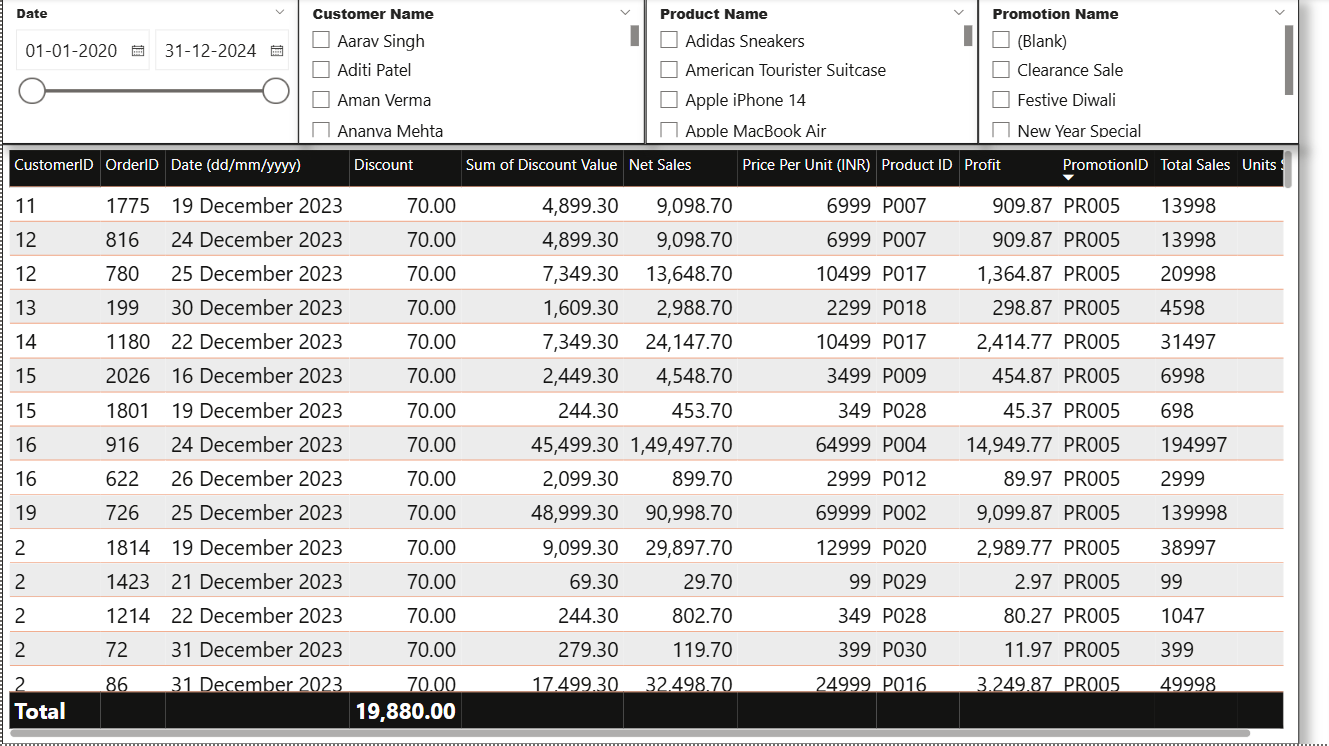 Date
01-01-2020 31-12-2024
Customer Name
Aarav Singh
Aditi Patel
Aman Verma
Ananya Mehta
Product Name
Adidas Sneakers
American Tourister Suitcase
Apple iPhone 14
Apple MacBook Air
Promotion Name
(Blank)
Clearance Sale
Festive Diwali
New Year Special
CustomerID OrderID Date (dd/mm/yyyy) Discount Sum of Discount Value Net Sales Price Per Unit (INR) Product ID Profit PromotionID Total Sales Units
11 1775 19 December 2023 70.00 4,899.30 9,098.70 6999 P007 909.87 PR005 13998
12 816 24 December 2023 70.00 4,899.30 9,098.70 6999 P007 909.87 PR005 13998
12 780 25 December 2023 70.00 7,349.30 13,648.70 10499 P017 1,364.87 PR005 20998
13 199 30 December 2023 70.00 1,609.30 2,988.70 2299 P018 298.87 PR005 4598
14 1180 22 December 2023 70.00 7,349.30 24,147.70 10499 P017 2,414.77 PR005 31497
15 2026 16 December 2023 70.00 2,449.30 4,548.70 3499 P009 454.87 PR005 6998
15 1801 19 December 2023 70.00 244.30 453.70 349 P028 45.37 PR005 698
16 916 24 December 2023 70.00 45,499.30 1,49,497.70 64999 P004 14,949.77 PR005 194997
16 622 26 December 2023 70.00 2,099.30 899.70 2999 P012 89.97 PR005 2999
19 726 25 December 2023 70.00 48,999.30 90,998.70 69999 P002 9,099.87 PR005 139998
2 1814 19 December 2023 70.00 9,099.30 29,897.70 12999 P020 2,989.77 PR005 38997
2 1423 21 December 2023 70.00 69.30 29.70 99 P029 2.97 PR005 99
2 1214 22 December 2023 70.00 244.30 802.70 349 P028 80.27 PR005 1047
2 72 31 December 2023 70.00 279.30 119.70 399 P030 11.97 PR005 399
2 86 31 December 2023 70.00 17,499.30 32,498.70 24999 P016 3,249.87 PR005 49998
Total 19,880.00